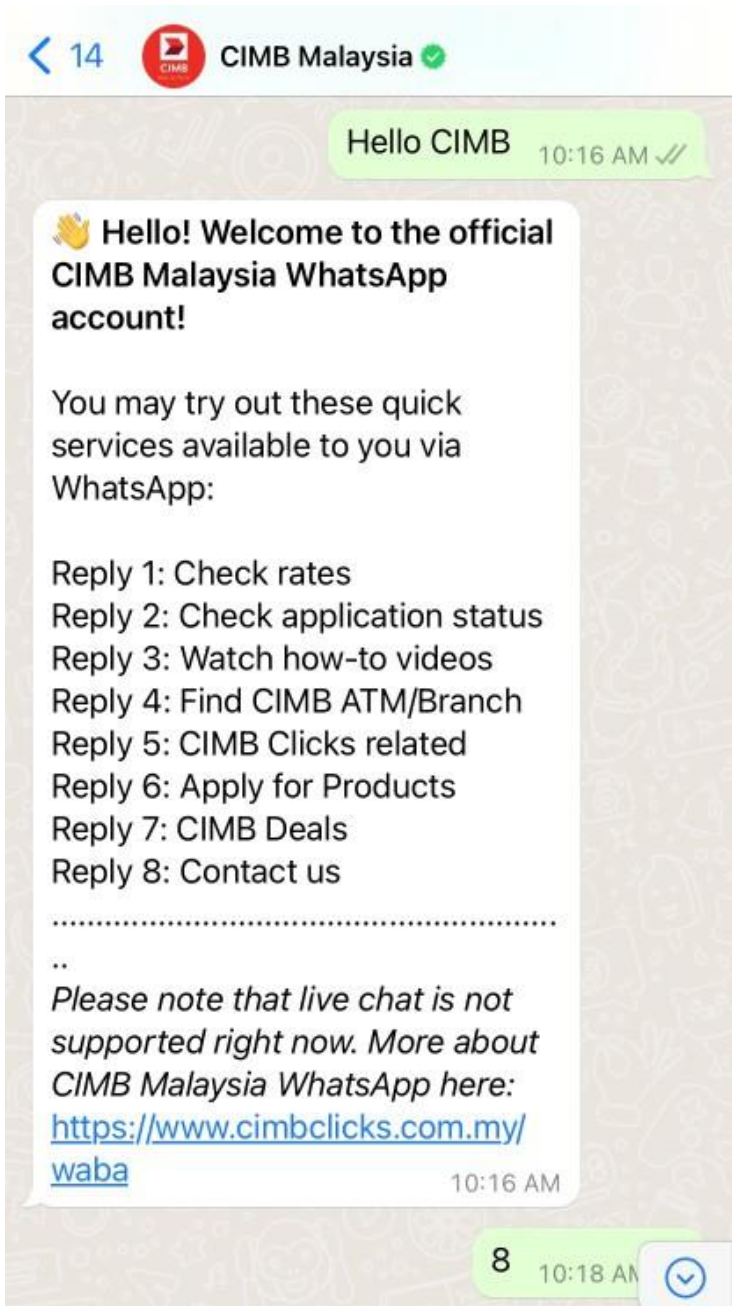 14
CIMB
CIMB Malaysia
Hello CIMB
10:16 AM
👋 Hello! Welcome to the official
CIMB Malaysia WhatsApp
account!
You may try out these quick
services available to you via
WhatsApp:
Reply 1: Check rates
Reply 2: Check application status
Reply 3: Watch how-to videos
Reply 4: Find CIMB ATM/Branch
Reply 5: CIMB Clicks related
Reply 6: Apply for Products
Reply 7: CIMB Deals
Reply 8: Contact us
.........................................................
..
Please note that live chat is not
supported right now. More about
CIMB Malaysia WhatsApp here:
https://www.cimbclicks.com.my/
waba
10:16 AM
8
10:18 AM